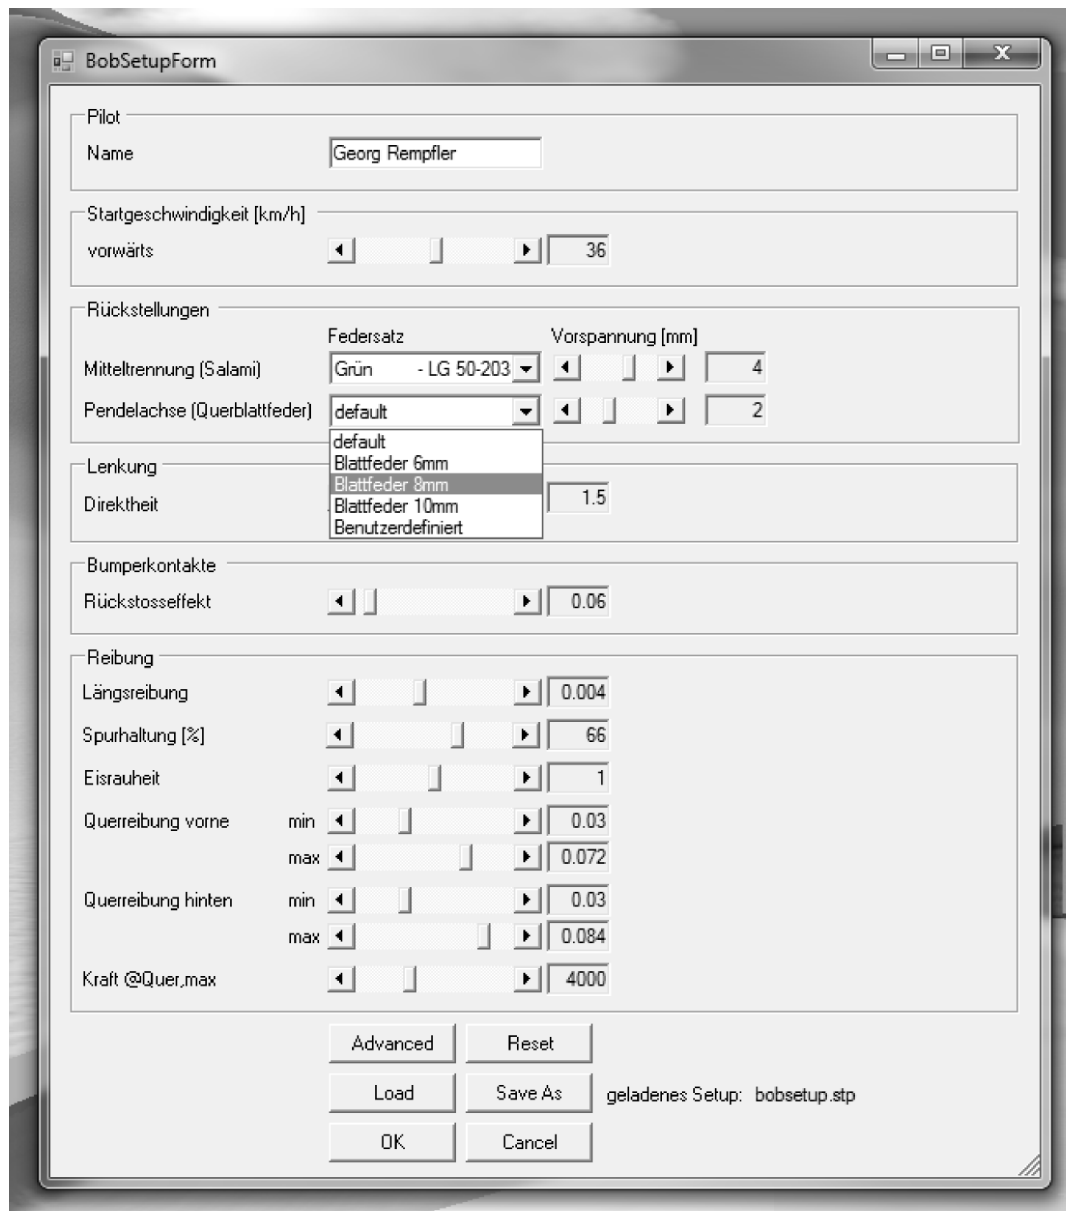 BobSetupForm
Pilot
Name Georg Rempfler
Startgeschwindigkeit [km/h]
vorwärts 36
Rückstellungen
Federsatz Vorspannung [mm]
Mitteltrennung (Salami) Grün - LG 50-203 4
Pendelachse (Querblattfeder) default 2
default
Blattfeder 6mm
Lenkung
Blattfeder 8mm
Direktheit 1.5
Blattfeder 10mm
Benutzerdefiniert
Bumperkontakte
Rückstosseffekt 0.06
Reibung
Längsreibung 0.004
Spurhaltung [%] 66
Eisrauheit 1
Querreibung vorne min 0.03
max 0.072
Querreibung hinten min 0.03
max 0.084
Kraft @Quer,max 4000
Advanced Reset
Load Save As geladenes Setup: bobsetup.stp
OK Cancel